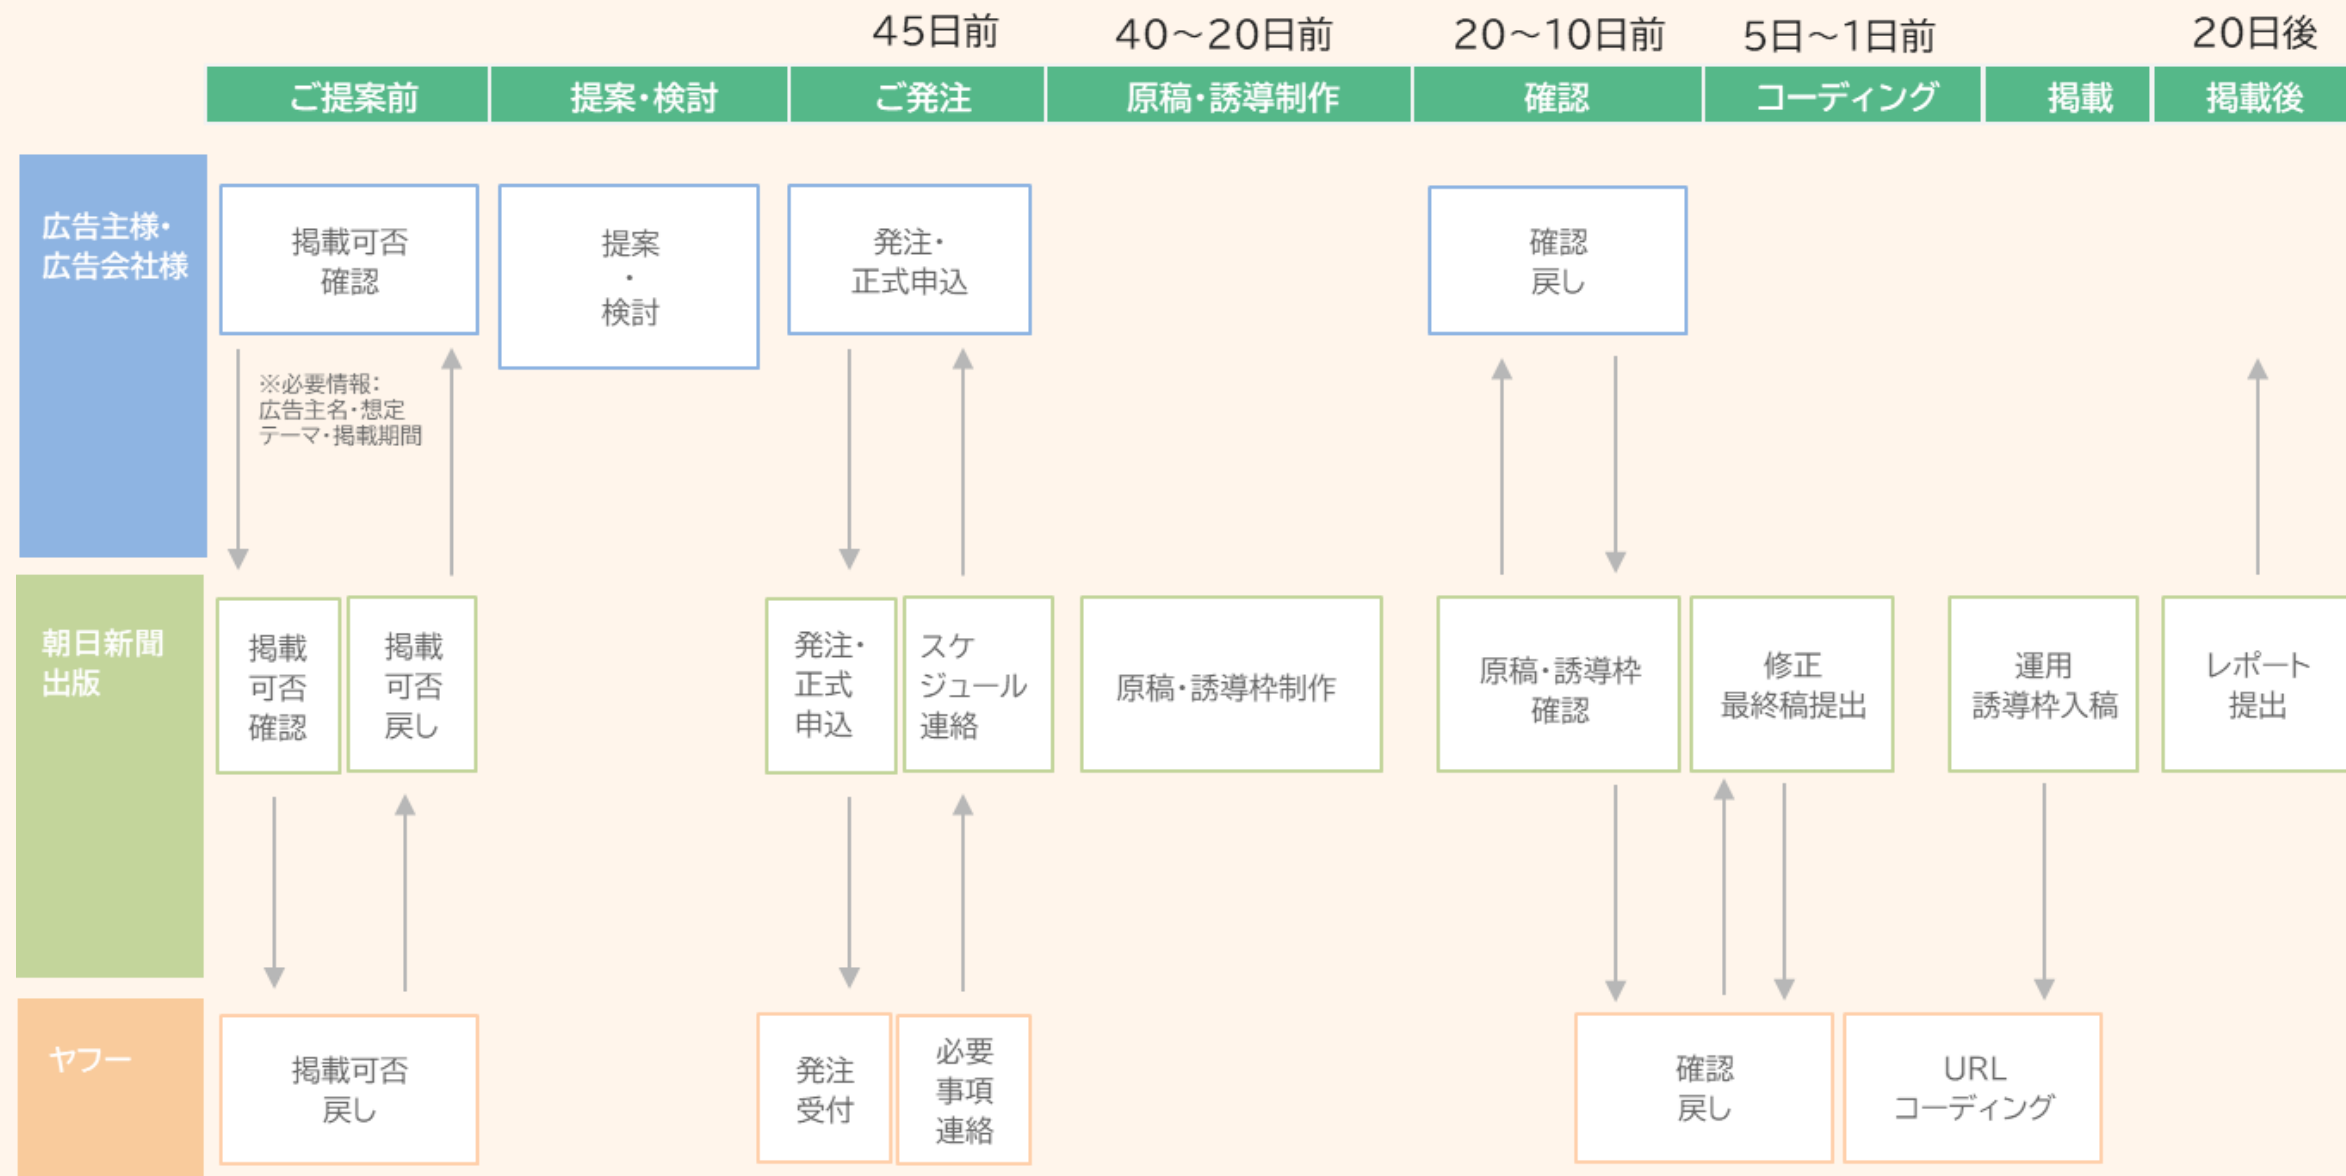 45日前
40～20日前
20～10日前
5日～1日前
20日後
ご提案前
提案・検討
ご発注
原稿・誘導制作
確認
コーディング
掲載
掲載後
広告主様・
広告会社様
掲載可否
確認
提案
・
検討
発注・
正式申込
確認
戻し
※必要情報：
広告主名・想定
テーマ・掲載期間
朝日新聞
出版
掲載
可否
確認
掲載
可否
戻し
発注・
正式
申込
スケ
ジュール
連絡
原稿・誘導枠制作
原稿・誘導枠
確認
修正
最終稿提出
運用
誘導枠入稿
レポート
提出
ヤフー
掲載可否
戻し
発注
受付
必要
事項
連絡
確認
戻し
URL
コーディング